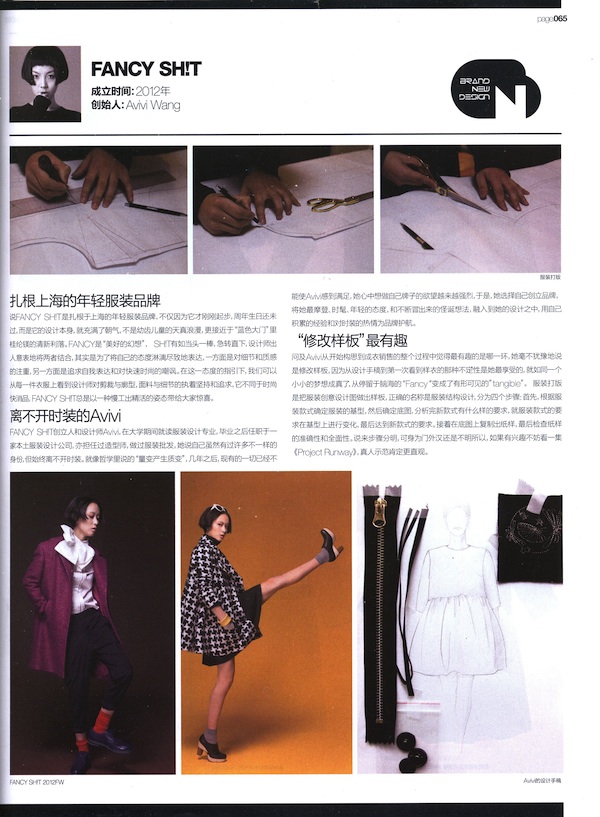 page065
FANCY SH!T
成立时间：2012年
创始人：Avivi Wang
BRAND
NEW
DESIGN
N
服装打版
扎根上海的年轻服装品牌
说FANCY SH!T是扎根于上海的年轻服装品牌，不仅因为它才刚刚起步，周年生日还未
过，而是它的设计本身，就充满了朝气，不是幼齿儿童的天真浪漫，更接近于“蓝色大门”里
桂纶镁的清新利落。FANCY是“美好的幻想”，SH!T有如当头一棒，急转直下，设计师出
人意表地将两者结合，其实是为了将自己的态度淋漓尽致地表达，一方面是对细节和质感
的注重，另一方面是追求自我表达和对快速时尚的嘲讽。在这一态度的指引下，我们可以
从每一件衣服上看到设计师对剪裁与廓型，面料与细节的执着坚持和追求，它不同于时尚
快消品，FANCY SH!T总是以一种慢工出精活的姿态带给大家惊喜。
离不开时装的Avivi
FANCY SH!T创立人和设计师Avivi，在大学期间就读服装设计专业，毕业之后任职于一
家本土服装设计公司，亦担任过造型师，做过服装批发，她说自己虽然有过许多不一样的
身份，但始终离不开时装，就像哲学里说的“量变产生质变”，几年之后，现有的一切已经不
能使Avivi感到满足，她心中想做自己牌子的欲望越来越强烈，于是，她选择自己创立品牌，
将她最摩登、时髦、年轻的态度，和不断冒出来的怪诞想法，融入到她的设计之中，用自己
积累的经验和对时装的热情为品牌护航。
“修改样板”最有趣
问及Avivi从开始构思到成衣销售的整个过程中觉得最有趣的是哪一环，她毫不犹豫地说
是修改样板，因为从设计手稿到第一次看到样衣的那种不定性是她最享受的。就如同一个
小小的梦想成真了，从停留于脑海的“Fancy”变成了有形可见的“tangible”。服装打版
是把服装创意设计图做出样板，正确的名称是服装结构设计，分为四个步骤：首先，根据服
装款式确定服装的基型，然后确定底图，分析完新款式有什么样的要求，就服装款式的要
求在基型上进行变化，最后达到新款式的要求。接着在底图上复制出纸样，最后检查纸样
的准确性和全面性。说来步骤分明，可身为门外汉还是不明所以，如果有兴趣不妨看一集
《Project Runway》，真人示范肯定更直观。
FANCY SH!T 2012FW
Avivi的设计手稿